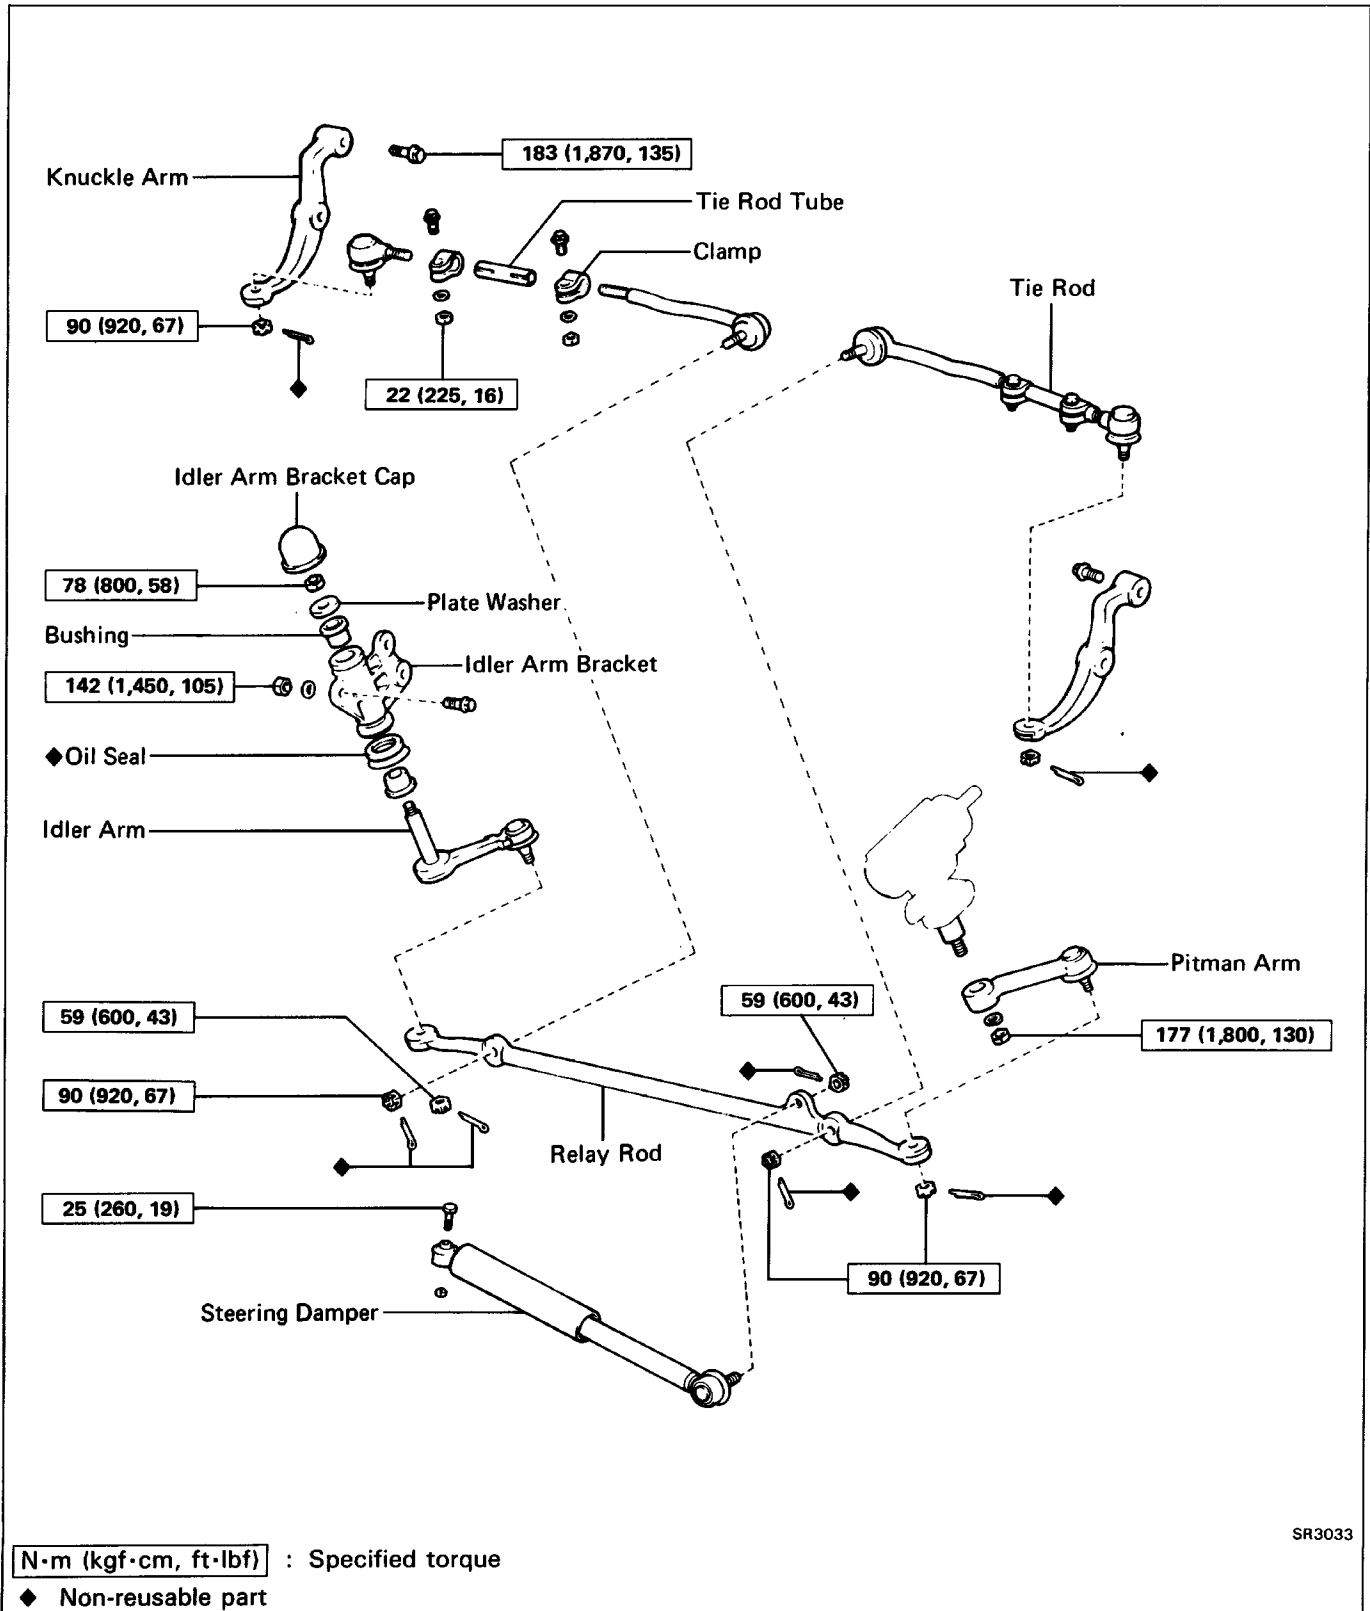 183 (1,870, 135)
Knuckle Arm
Tie Rod Tube
Clamp
Tie Rod
90 (920, 67)
22 (225, 16)
Idler Arm Bracket Cap
78 (800, 58)
Plate Washer
Bushing
Idler Arm Bracket
142 (1,450, 105)
◆Oil Seal
Idler Arm
Pitman Arm
59 (600, 43)
59 (600, 43)
177 (1,800, 130)
90 (920, 67)
Relay Rod
25 (260, 19)
90 (920, 67)
Steering Damper
SR3033
N·m (kgf·cm, ft·lbf) : Specified torque
◆ Non-reusable part